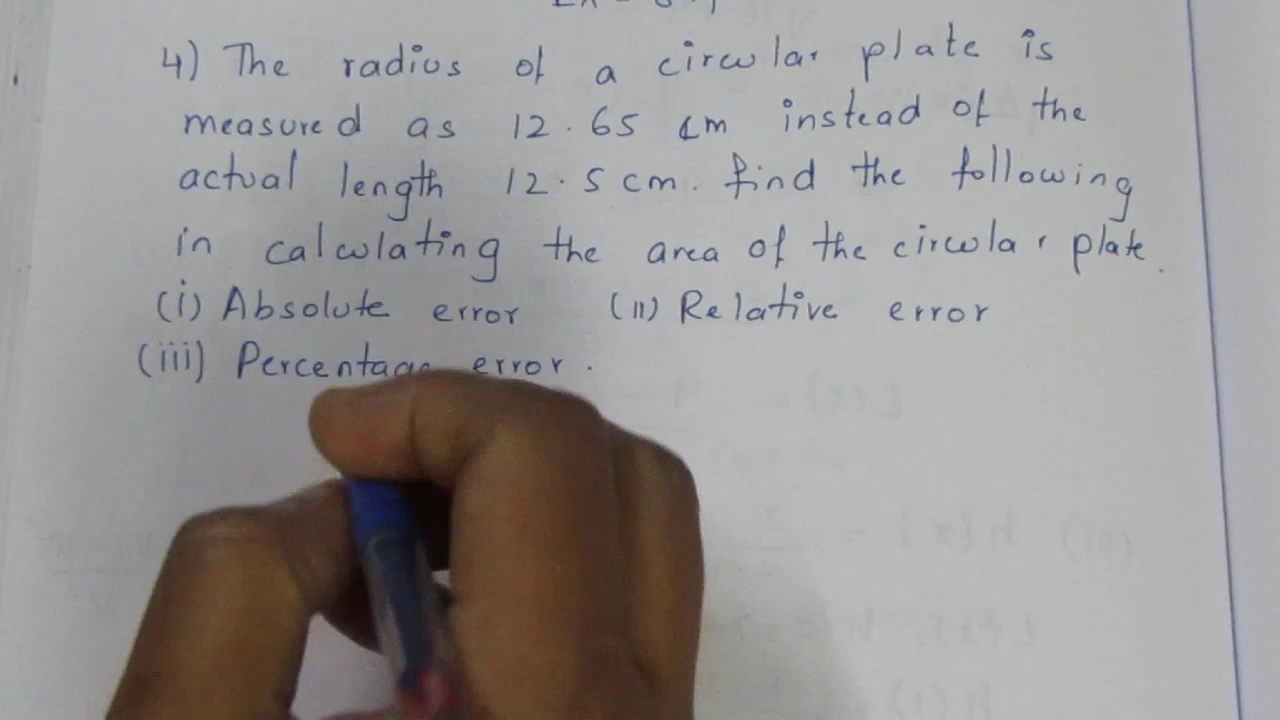 4) The radius of a circular plate is
measured as 12.65 cm instead of the
actual length 12.5 cm. find the following
in calculating the area of the circular plate.
(i) Absolute error (ii) Relative error
(iii) Percentage error.